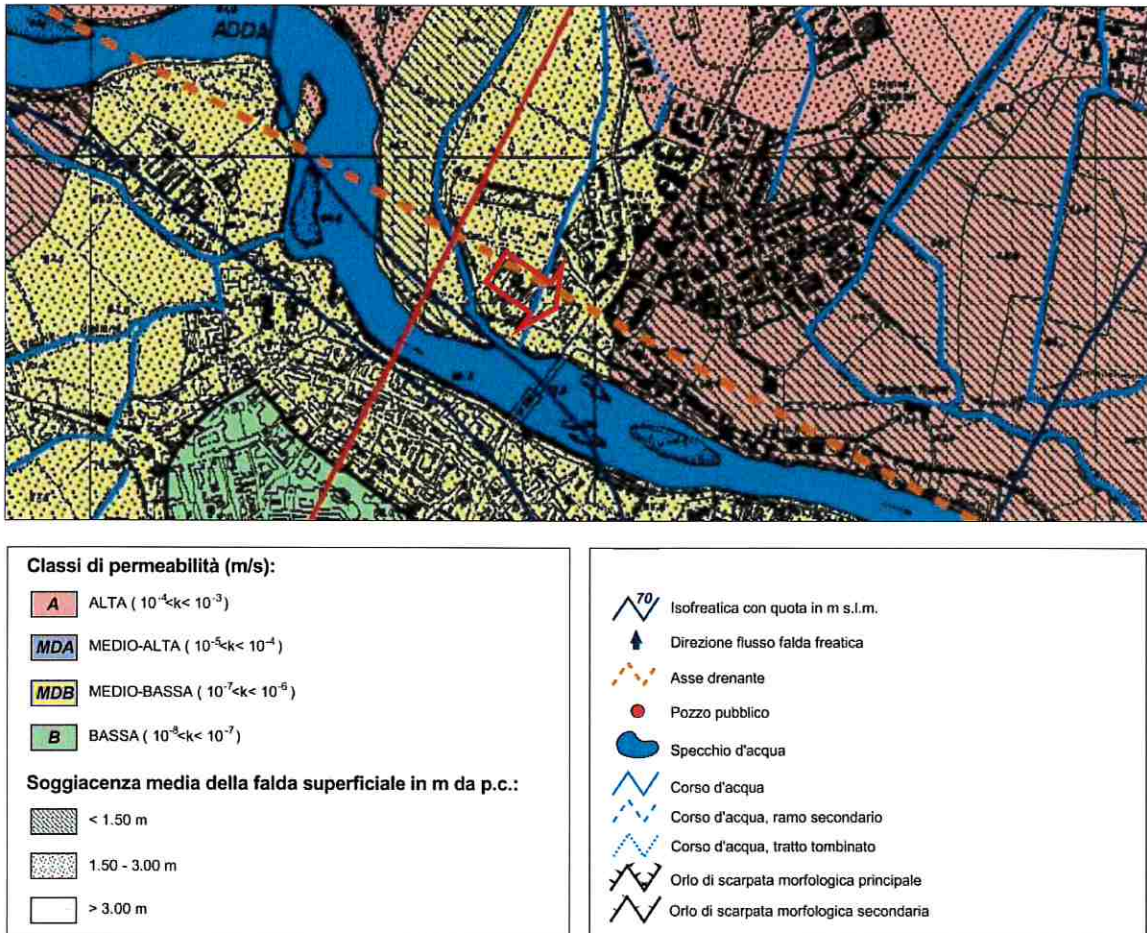 ADDA
Classi di permeabilità (m/s):
A ALTA ( 10⁻⁴<k< 10⁻³)
MDA MEDIO-ALTA ( 10⁻⁵<k< 10⁻⁴)
MDB MEDIO-BASSA ( 10⁻⁷<k< 10⁻⁶)
B BASSA ( 10⁻⁸<k< 10⁻⁷)
Soggiacenza media della falda superficiale in m da p.c.:
< 1.50 m
1.50 - 3.00 m
> 3.00 m
70 Isofreatica con quota in m s.l.m.
Direzione flusso falda freatica
Asse drenante
Pozzo pubblico
Specchio d'acqua
Corso d'acqua
Corso d'acqua, ramo secondario
Corso d'acqua, tratto tombinato
Orlo di scarpata morfologica principale
Orlo di scarpata morfologica secondaria